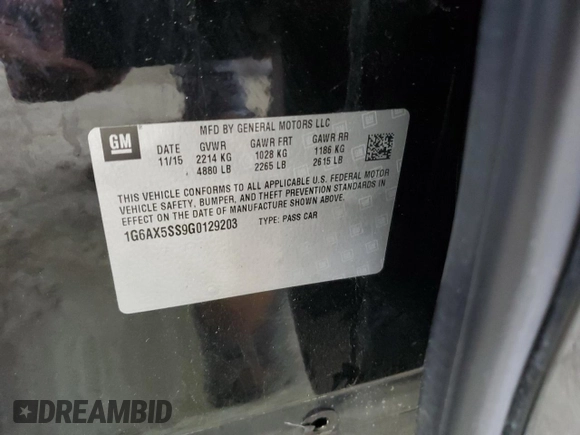 MFD BY GENERAL MOTORS LLC
GM
DATE GVWR GAWR FRT GAWR RR
11/15 2214 KG 1028 KG 1186 KG
4880 LB 2265 LB 2615 LB
THIS VEHICLE CONFORMS TO ALL APPLICABLE U.S. FEDERAL MOTOR
VEHICLE SAFETY, BUMPER, AND THEFT PREVENTION STANDARDS IN
EFFECT ON THE DATE OF MANUFACTURE SHOWN ABOVE.
1G6AX5SS9G0129203 TYPE: PASS CAR
DREAMBID